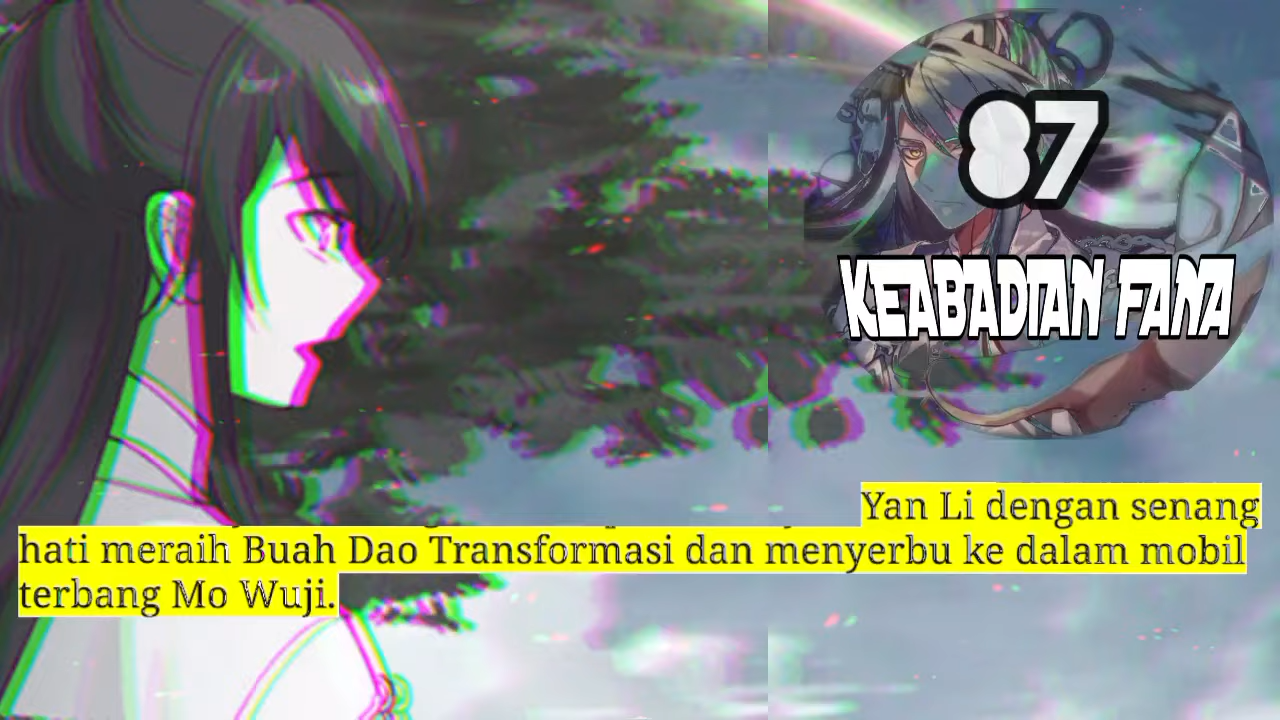 87
KEABADIAN FANA
Yan Li dengan senang
hati meraih Buah Dao Transformasi dan menyerbu ke dalam mobil
terbang Mo Wuji.